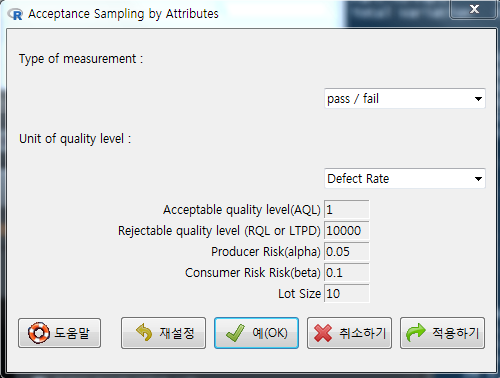 Acceptance Sampling by Attributes
Type of measurement :
pass / fail
Unit of quality level :
Defect Rate
Acceptable quality level(AQL) 1
Rejectable quality level (RQL or LTPD) 10000
Producer Risk(alpha) 0.05
Consumer Risk Risk(beta) 0.1
Lot Size 10
도움말 재설정 예(OK) 취소하기 적용하기